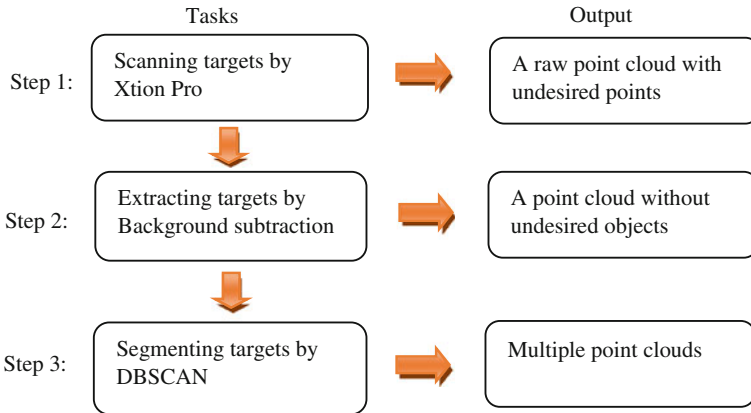 Tasks
Output
Step 1:
Scanning targets by
Xtion Pro
A raw point cloud with
undesired points
Step 2:
Extracting targets by
Background subtraction
A point cloud without
undesired objects
Step 3:
Segmenting targets by
DBSCAN
Multiple point clouds